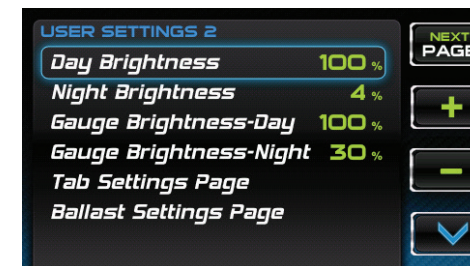 USER SETTINGS 2
Day Brightness 100 %
Night Brightness 4 %
Gauge Brightness-Day 100 %
Gauge Brightness-Night 30 %
Tab Settings Page
Ballast Settings Page
NEXT
PAGE
+
-